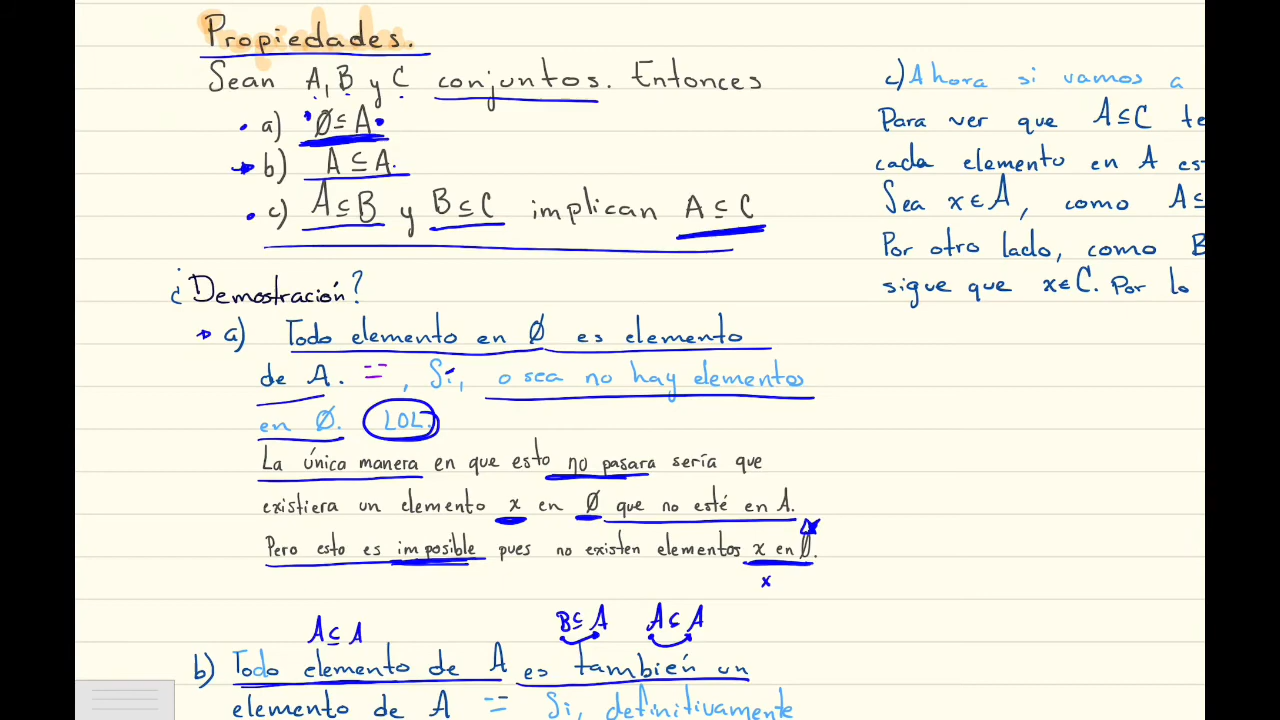 Propiedades.
Sean A, B y C conjuntos. Entonces
a) ∅ ⊆ A
b) A ⊆ A.
c) A ⊆ B y B ⊆ C implican A ⊆ C
¿Demostración?
a) Todo elemento en ∅ es elemento
de A. , Si, o sea no hay elementos
en ∅. LOL.
La única manera en que esto no pasara sería que
existiera un elemento x en ∅ que no esté en A.
Pero esto es imposible pues no existen elementos x en ∅.
x
A ⊆ A
B ⊆ A A ⊆ A
b) Todo elemento de A es también un
elemento de A Si, definitivamente
c) Ahora si vamos a
Para ver que A ⊆ C te
cada elemento en A es
Sea x ∈ A, como A ⊆
Por otro lado, como B
sigue que x ∈ C. Por lo